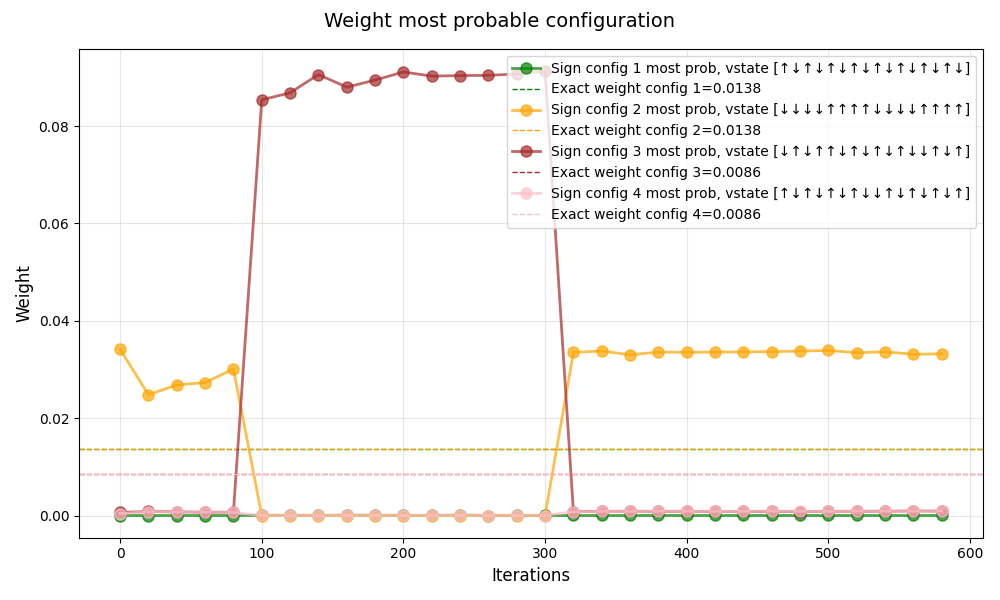 Weight most probable configuration
Sign config 1 most prob, vstate [↑↓↑↓↑↓↑↓↑↓↑↓↑↓↑↓]
Exact weight config 1=0.0138
Sign config 2 most prob, vstate [↓↓↓↓↑↑↑↑↓↓↓↓↑↑↑↑]
Exact weight config 2=0.0138
Sign config 3 most prob, vstate [↓↑↓↑↑↓↑↓↑↓↑↓↓↑↓↑]
Exact weight config 3=0.0086
Sign config 4 most prob, vstate [↑↓↑↓↑↓↑↓↓↑↓↑↓↑↓↑]
Exact weight config 4=0.0086
0.08
0.06
0.04
0.02
0.00
Weight
0 100 200 300 400 500 600
Iterations